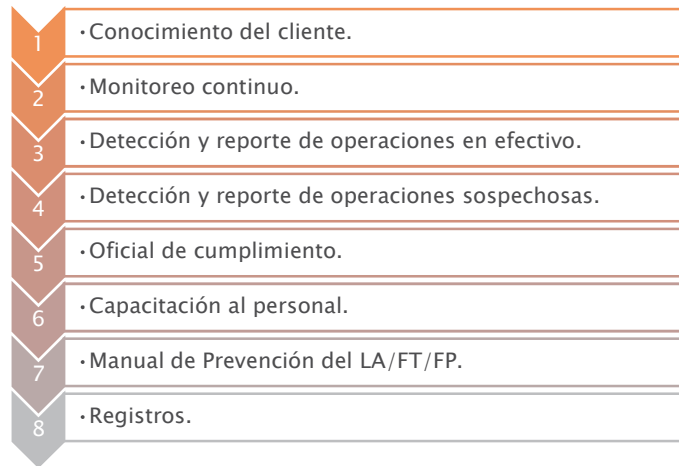 1
•Conocimiento del cliente.
2
•Monitoreo continuo.
3
•Detección y reporte de operaciones en efectivo.
4
•Detección y reporte de operaciones sospechosas.
5
•Oficial de cumplimiento.
6
•Capacitación al personal.
7
•Manual de Prevención del LA/FT/FP.
8
•Registros.